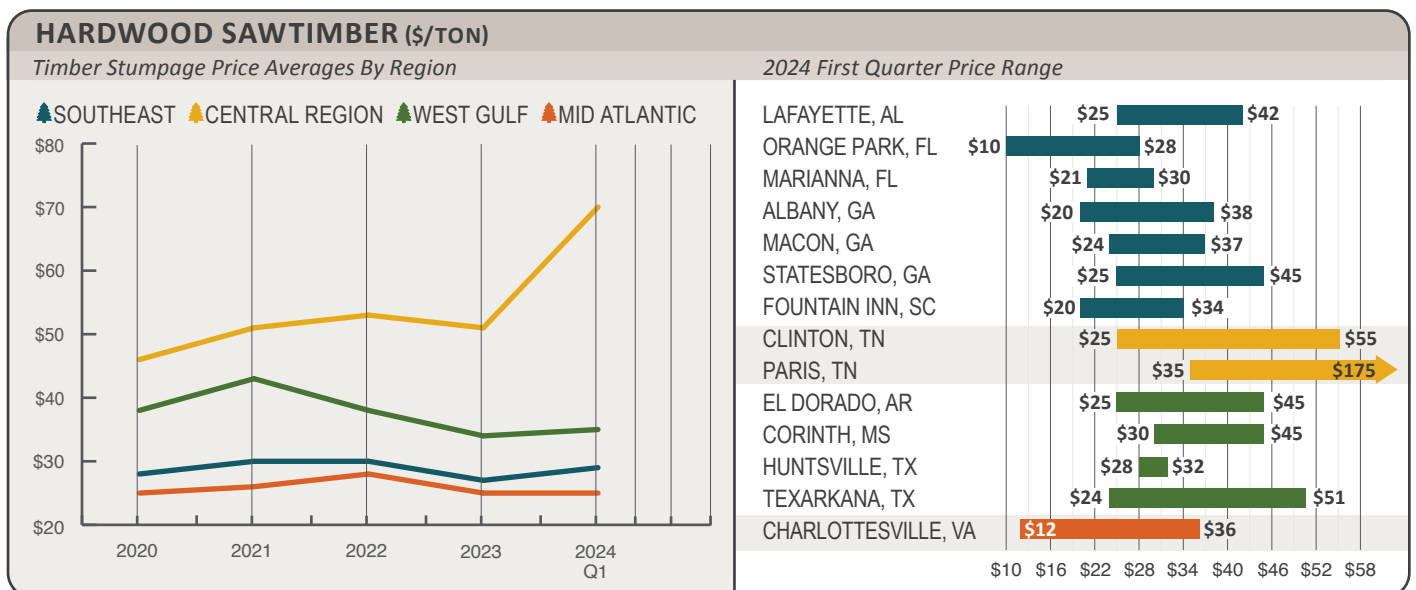 HARDWOOD SAWTIMBER ($/TON)
Timber Stumpage Price Averages By Region
SOUTHEAST CENTRAL REGION WEST GULF MID ATLANTIC
$80
$70
$60
$50
$40
$30
$20
2020 2021 2022 2023 2024
Q1
2024 First Quarter Price Range
LAFAYETTE, AL $25 $42
ORANGE PARK, FL $10 $28
MARIANNA, FL $21 $30
ALBANY, GA $20 $38
MACON, GA $24 $37
STATESBORO, GA $25 $45
FOUNTAIN INN, SC $20 $34
CLINTON, TN $25 $55
PARIS, TN $35 $175
EL DORADO, AR $25 $45
CORINTH, MS $30 $45
HUNTSVILLE, TX $28 $32
TEXARKANA, TX $24 $51
CHARLOTTESVILLE, VA $12 $36
$10 $16 $22 $28 $34 $40 $46 $52 $58